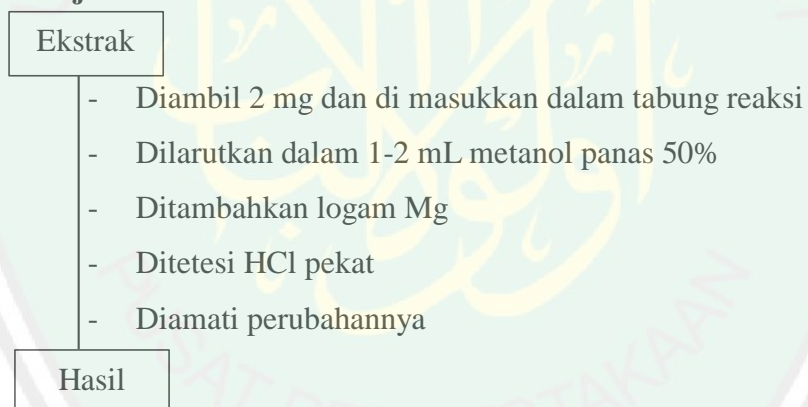 Ekstrak
- Diambil 2 mg dan di masukkan dalam tabung reaksi
- Dilarutkan dalam 1-2 mL metanol panas 50%
- Ditambahkan logam Mg
- Ditetesi HCl pekat
- Diamati perubahannya
Hasil